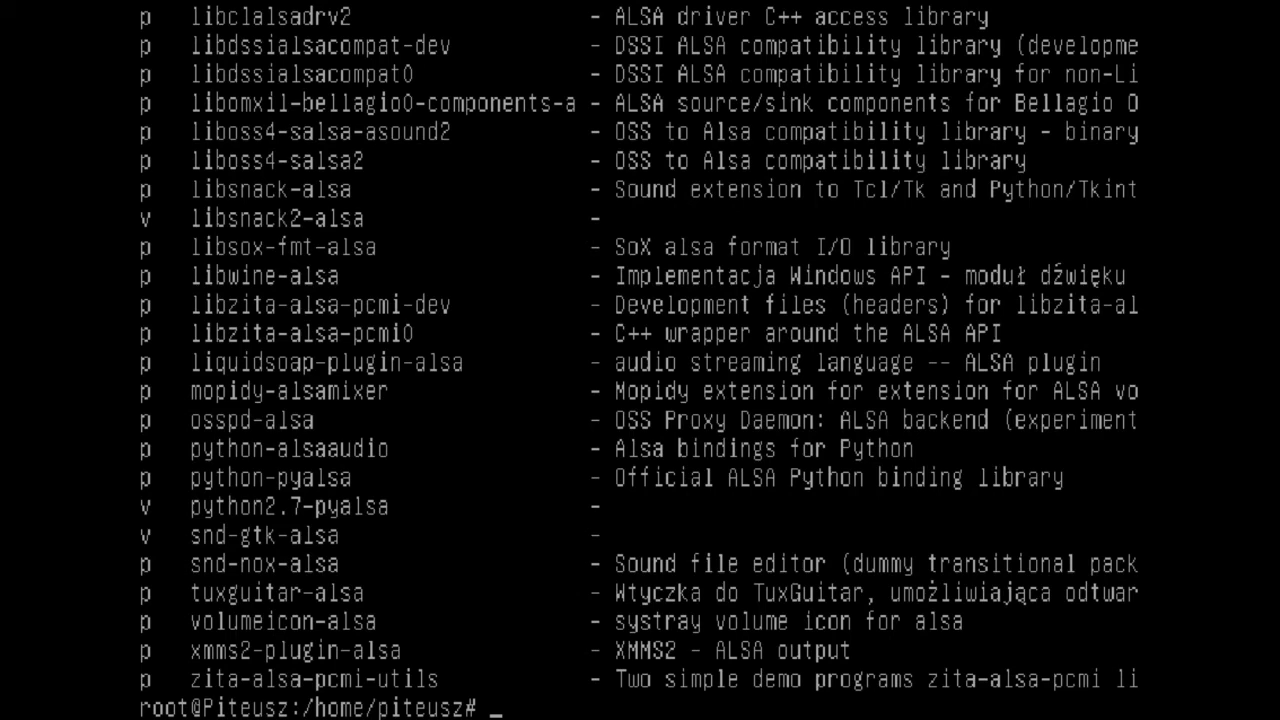 p   libclalsadrv2                   - ALSA driver C++ access library
p   libdssialsacompat-dev           - DSSI ALSA compatibility library (developme
p   libdssialsacompat0              - DSSI ALSA compatibility library for non-Li
p   libomxil-bellagio0-components-a - ALSA source/sink components for Bellagio O
p   liboss4-salsa-asound2           - OSS to Alsa compatibility library - binary
p   liboss4-salsa2                  - OSS to Alsa compatibility library
p   libsnack-alsa                   - Sound extension to Tcl/Tk and Python/Tkint
v   libsnack2-alsa                  -
p   libsox-fmt-alsa                 - SoX alsa format I/O library
p   libwine-alsa                    - Implementacja Windows API - moduł dźwięku
p   libzita-alsa-pcmi-dev           - Development files (headers) for libzita-al
p   libzita-alsa-pcmi0              - C++ wrapper around the ALSA API
p   liquidsoap-plugin-alsa          - audio streaming language -- ALSA plugin
p   mopidy-alsamixer                - Mopidy extension for extension for ALSA vo
p   osspd-alsa                      - OSS Proxy Daemon: ALSA backend (experiment
p   python-alsaaudio                - Alsa bindings for Python
p   python-pyalsa                   - Official ALSA Python binding library
v   python2.7-pyalsa                -
v   snd-gtk-alsa                    -
p   snd-nox-alsa                    - Sound file editor (dummy transitional pack
p   tuxguitar-alsa                  - Wtyczka do TuxGuitar, umożliwiająca odtwar
p   volumeicon-alsa                 - systray volume icon for alsa
p   xmms2-plugin-alsa               - XMMS2 - ALSA output
p   zita-alsa-pcmi-utils            - Two simple demo programs zita-alsa-pcmi li
root@Piteusz:/home/piteusz# _